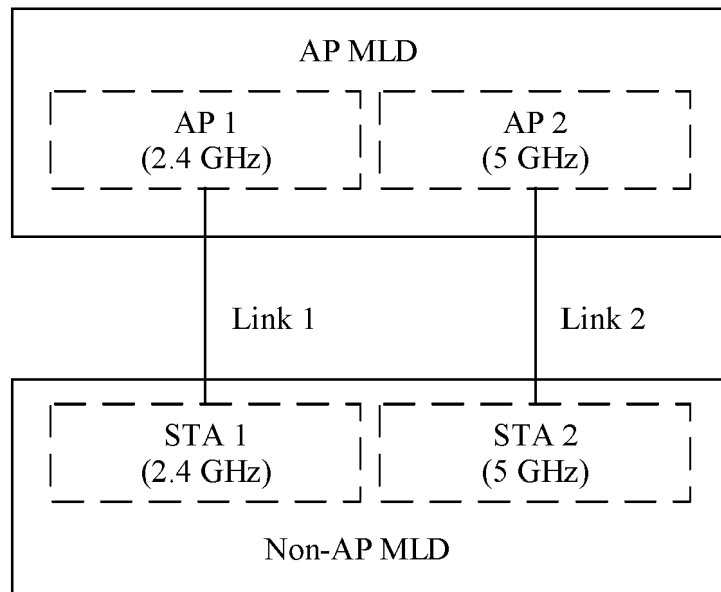 AP MLD
AP 1
(2.4 GHz)
AP 2
(5 GHz)
Link 1
Link 2
STA 1
(2.4 GHz)
STA 2
(5 GHz)
Non-AP MLD